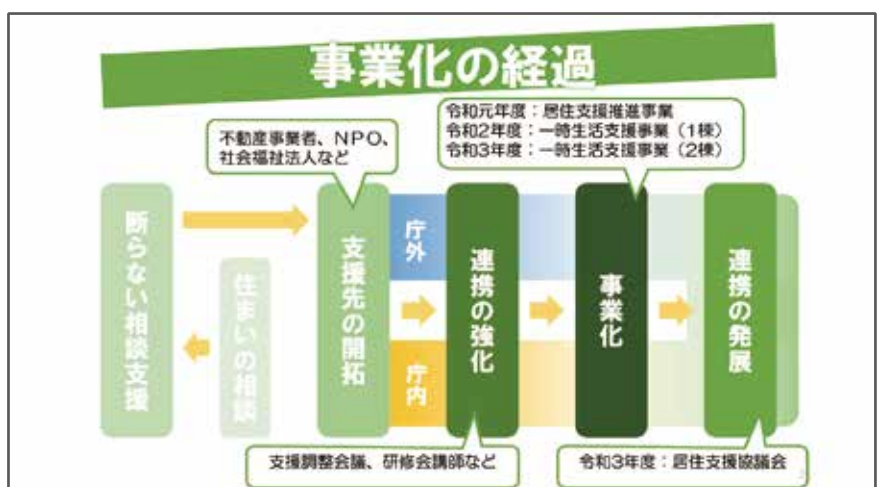 事業化の経過
令和元年度：居住支援推進事業
令和2年度：一時生活支援事業（1棟）
令和3年度：一時生活支援事業（2棟）
不動産事業者、NPO、
社会福祉法人など
断らない相談支援
住まいの相談
支援先の開拓
庁外
庁内
連携の強化
事業化
連携の発展
支援調整会議、研修会講師など
令和3年度：居住支援協議会